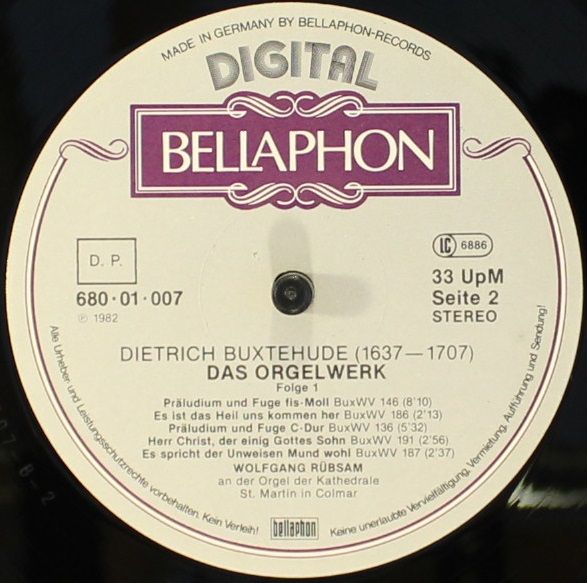 MADE IN GERMANY BY BELLAPHON-RECORDS
DIGITAL
BELLAPHON
D. P.
680·01·007
℗ 1982
LC 6886
33 UpM
Seite 2
STEREO
DIETRICH BUXTEHUDE (1637—1707)
DAS ORGELWERK
Folge 1
Präludium und Fuge fis-Moll BuxWV 146 (8'10)
Es ist das Heil uns kommen her BuxWV 186 (2'13)
Präludium und Fuge C-Dur BuxWV 136 (5'32)
Herr Christ, der einig Gottes Sohn BuxWV 191 (2'56)
Es spricht der Unweisen Mund wohl BuxWV 187 (2'37)
WOLFGANG RÜBSAM
an der Orgel der Kathedrale
St. Martin in Colmar
bellaphon
Alle Urheber und Leistungsschutzrechte vorbehalten. Kein Verleih!
Keine unerlaubte Vervielfältigung, Vermietung, Aufführung und Sendung!